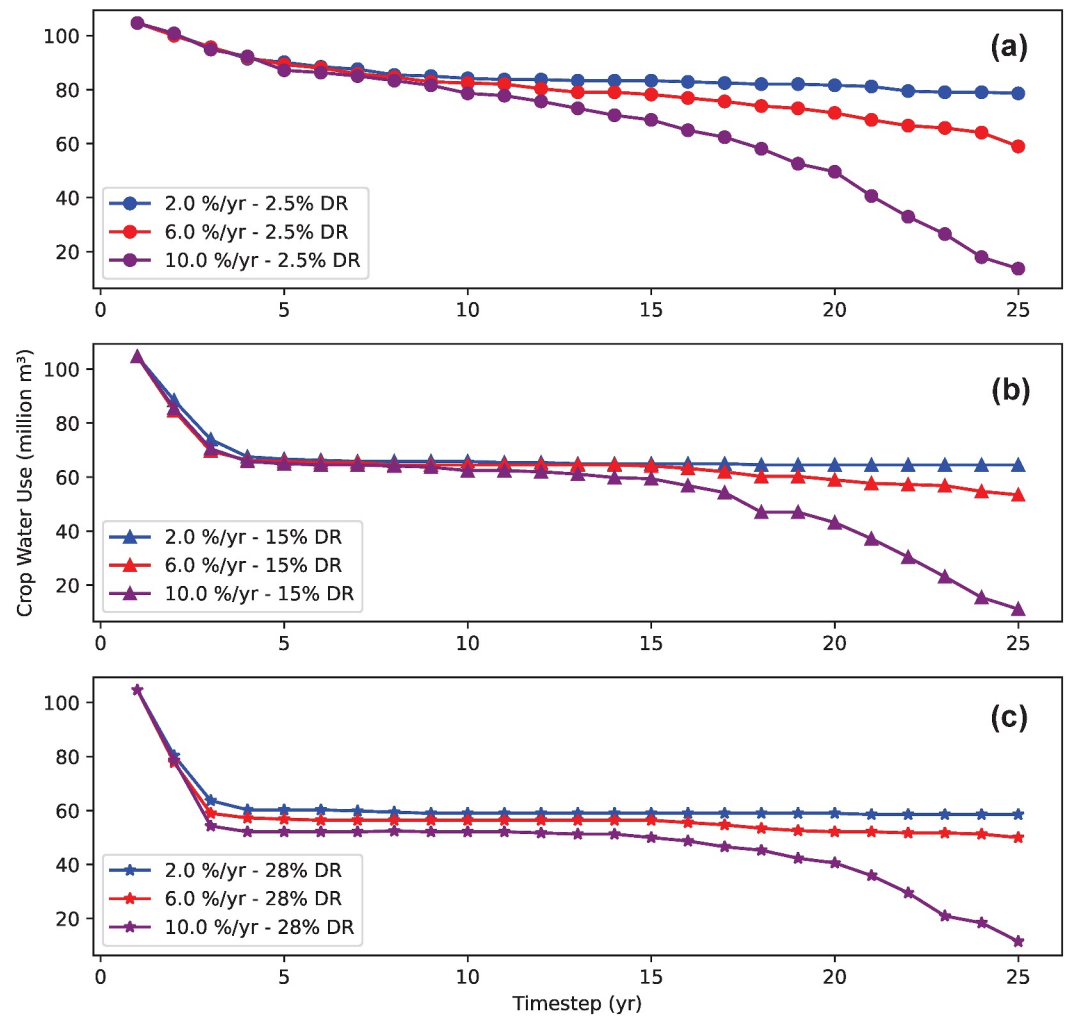 (a)
100
80
60
40
20
2.0 %/yr - 2.5% DR
6.0 %/yr - 2.5% DR
10.0 %/yr - 2.5% DR
0 5 10 15 20 25
Crop Water Use (million m³)
(b)
100
80
60
40
20
2.0 %/yr - 15% DR
6.0 %/yr - 15% DR
10.0 %/yr - 15% DR
0 5 10 15 20 25
(c)
100
80
60
40
20
2.0 %/yr - 28% DR
6.0 %/yr - 28% DR
10.0 %/yr - 28% DR
0 5 10 15 20 25
Timestep (yr)